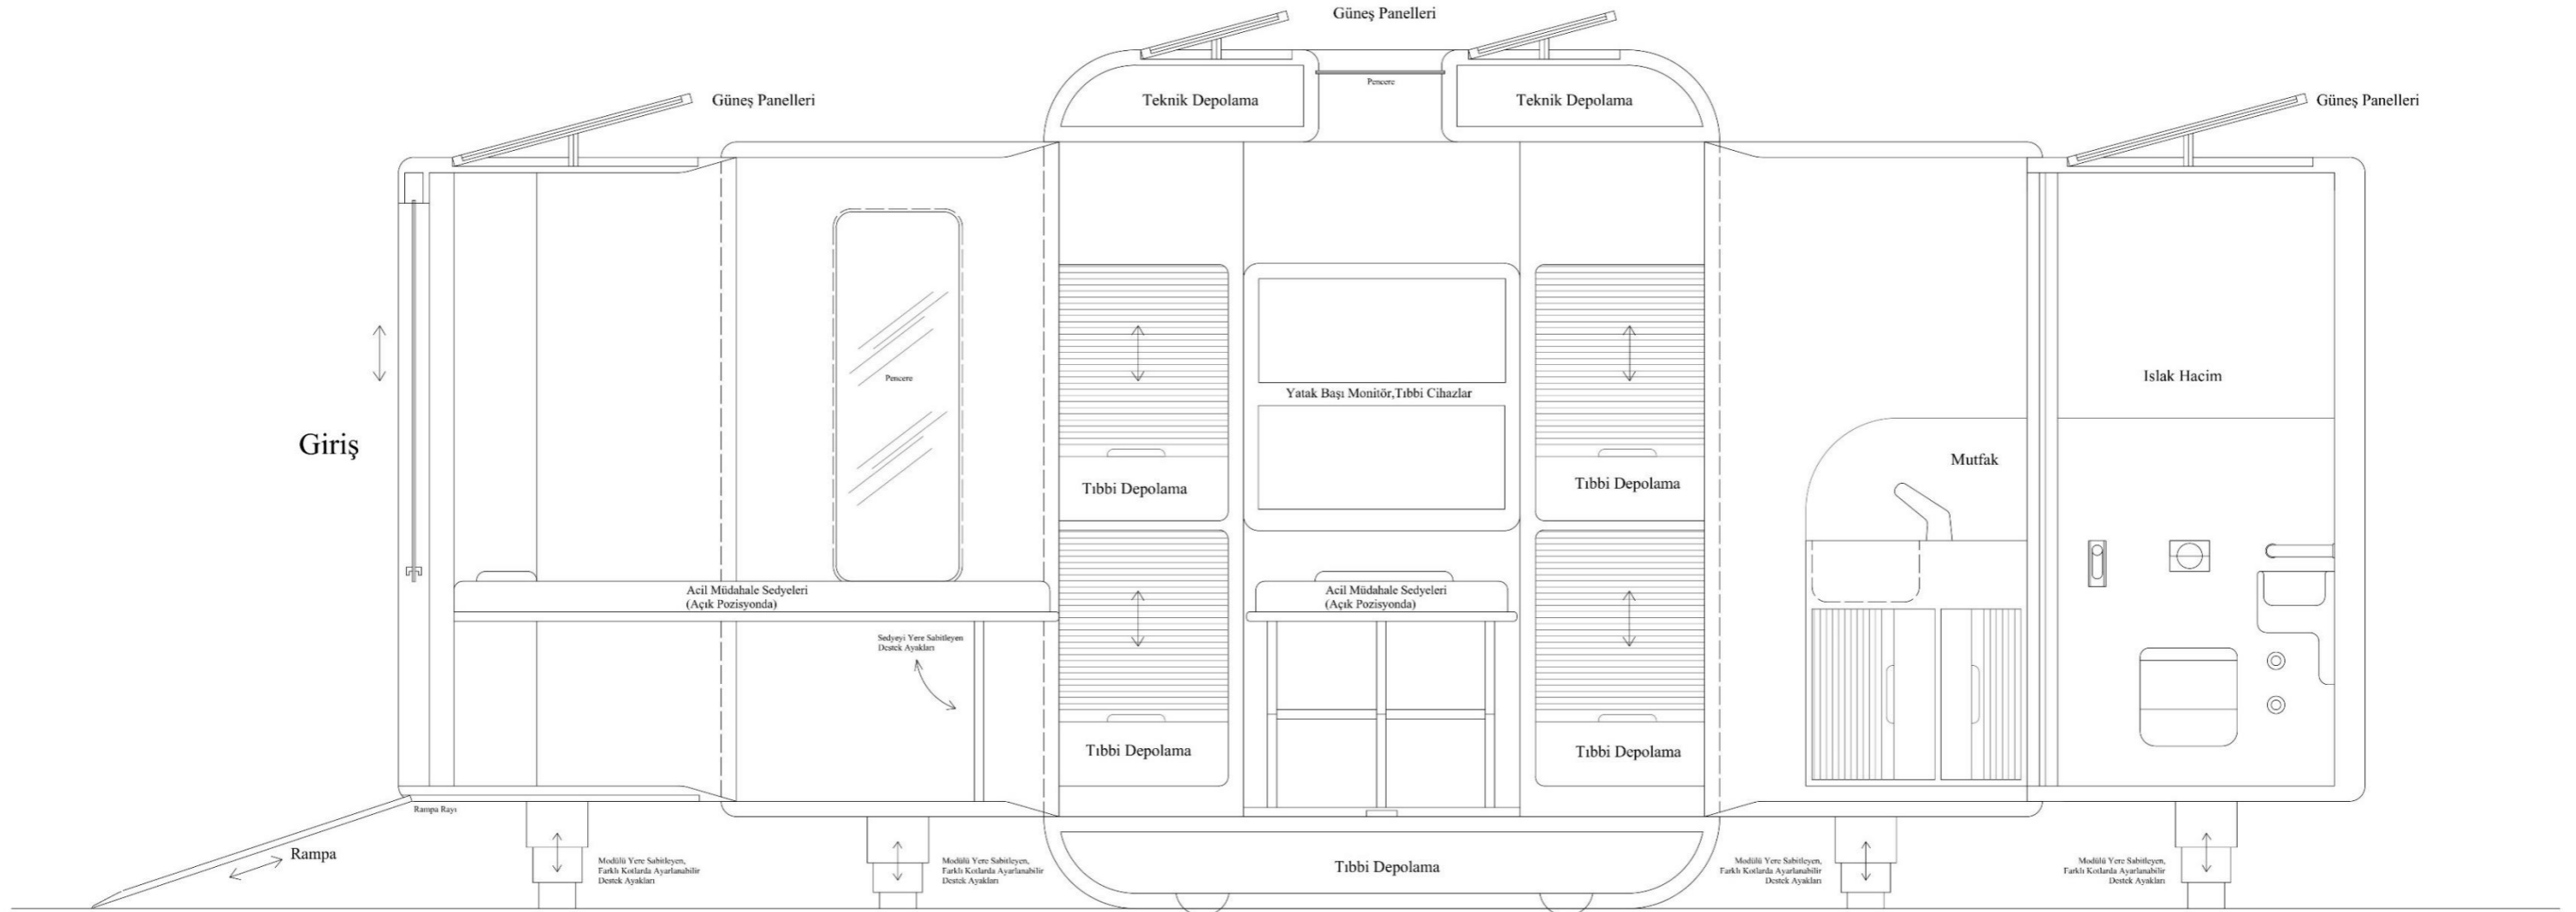 Güneş Panelleri
Pencere
Güneş Panelleri
Teknik Depolama
Teknik Depolama
Güneş Panelleri
Pencere
Islak Hacim
Yatak Başı Monitör,Tıbbi Cihazlar
Giriş
Mutfak
Tıbbi Depolama
Tıbbi Depolama
Acil Müdahale Sedyeleri
(Açık Pozisyonda)
Acil Müdahale Sedyeleri
(Açık Pozisyonda)
Sedyeyi Yere Sabitleyen
Destek Ayakları
Tıbbi Depolama
Tıbbi Depolama
Rampa Rayı
Rampa
Modülü Yere Sabitleyen,
Farklı Kotlarda Ayarlanabilir
Destek Ayakları
Modülü Yere Sabitleyen,
Farklı Kotlarda Ayarlanabilir
Destek Ayakları
Tıbbi Depolama
Modülü Yere Sabitleyen,
Farklı Kotlarda Ayarlanabilir
Destek Ayakları
Modülü Yere Sabitleyen,
Farklı Kotlarda Ayarlanabilir
Destek Ayakları